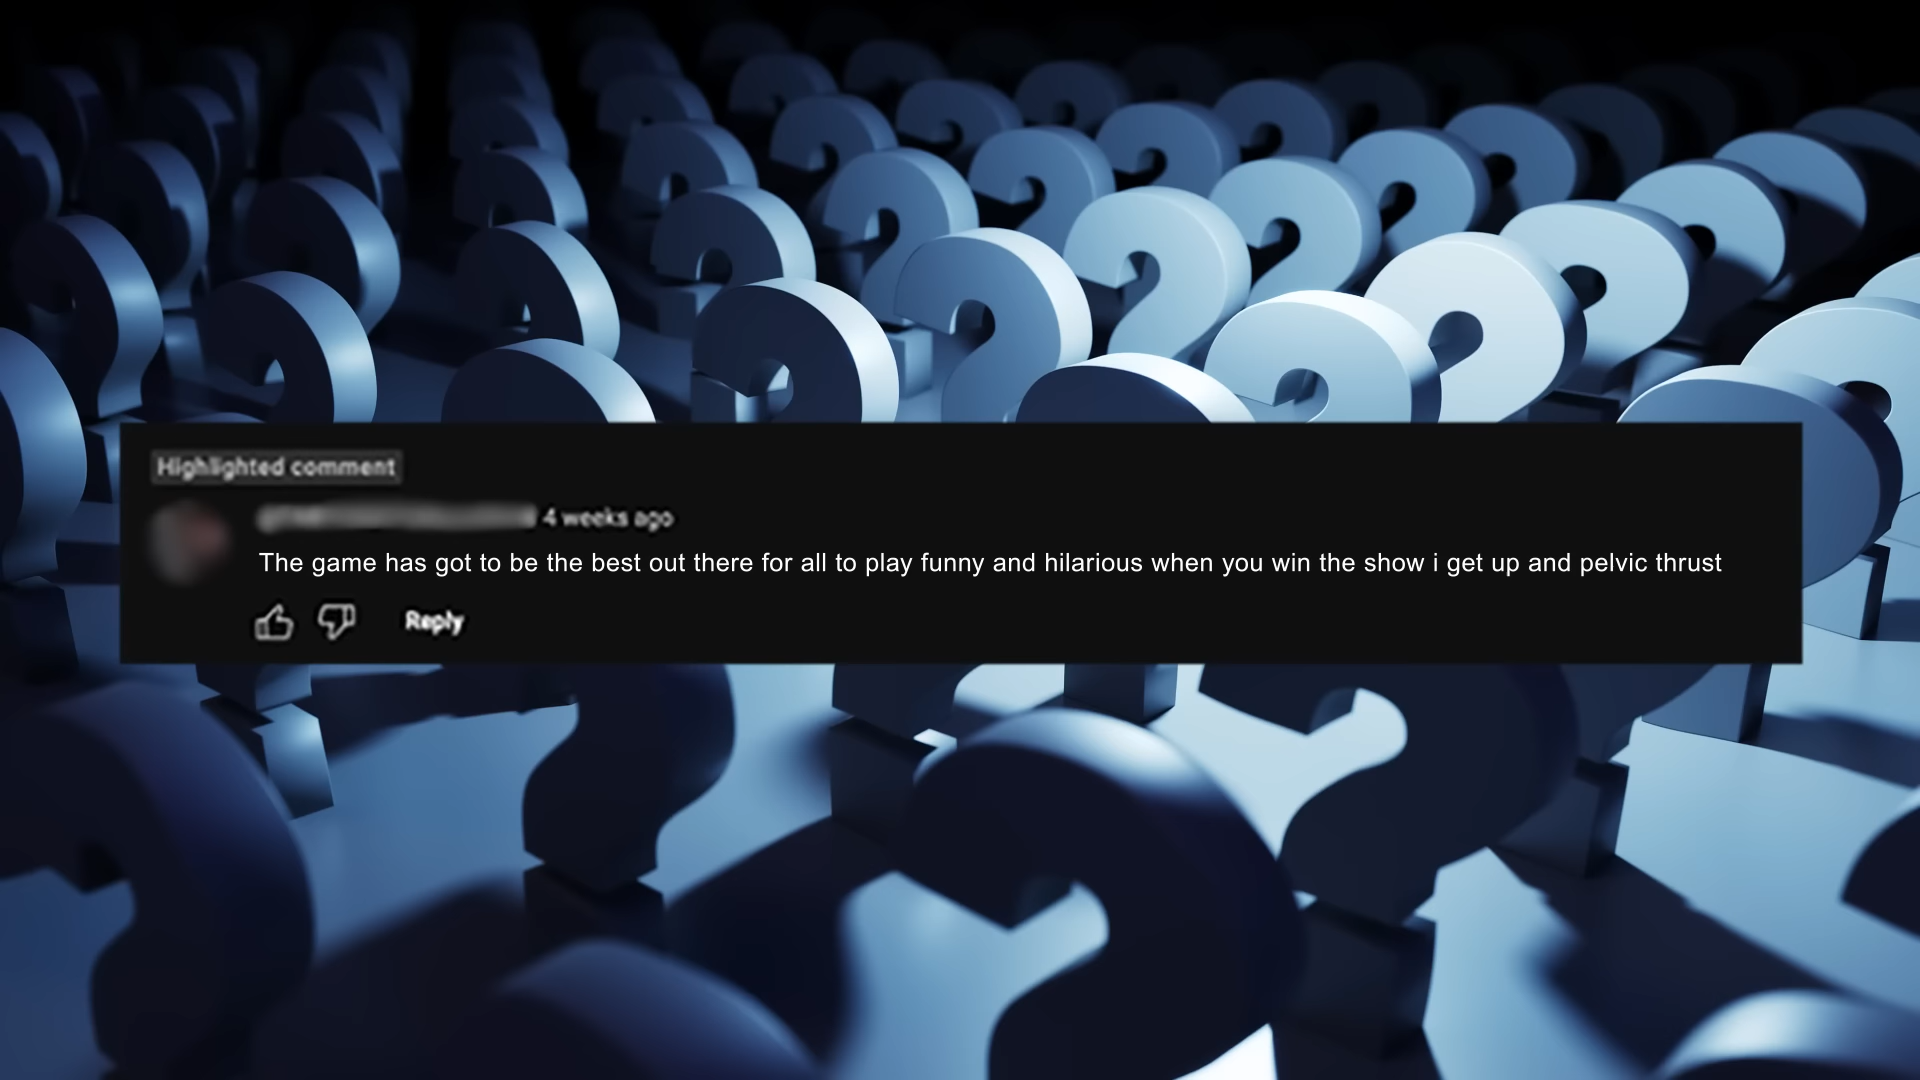 Highlighted comment
4 weeks ago
The game has got to be the best out there for all to play funny and hilarious when you win the show i get up and pelvic thrust
Reply